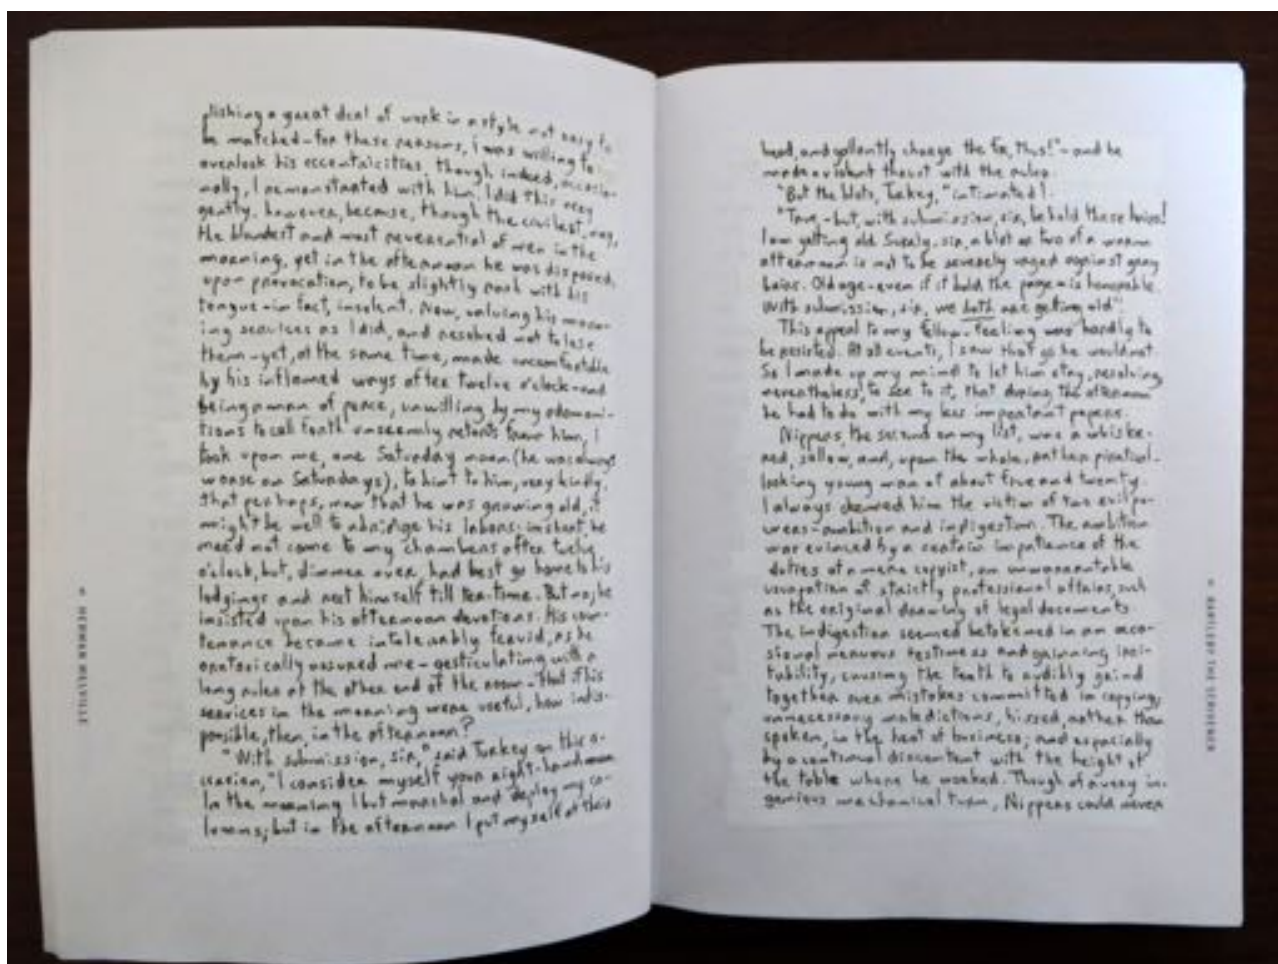 plishing a great deal of work in a style not easy to
be matched-for these reasons, I was willing to
overlook his eccentricities, though indeed, occasio-
nally, I remonstrated with him. I did this very
gently, however, because, though the civilest, nay,
the blandest and most reverential of men in the
morning, yet in the afternoon he was disposed,
upon provocation, to be slightly rash with his
tongue-in fact, insolent. Now, valuing his morn-
ing services as I did, and resolved not to lose
them-yet, at the same time, made uncomfortable
by his inflamed ways after twelve o'clock-and
being a man of peace, unwilling by my admoni-
tions to call forth unseemly retorts from him, I
took upon me, one Saturday noon (he was always
worse on Saturdays), to hint to him, very kindly,
that perhaps, now that he was growing old, it
might be well to abridge his labors; in short, he
need not come to my chambers after twelve
o'clock, but, dinner over, had best go home to his
lodgings and rest himself till tea-time. But no; he
insisted upon his afternoon devotions. His coun-
tenance became intolerably fervid, as he
oratorically assured me-gesticulating with a
long ruler at the other end of the room-that if his
services in the morning were useful, how indis-
pensible, then, in the afternoon?
"With submission, sir," said Turkey on this o-
ccasion, "I consider myself your right-hand man.
In the morning I but marshal and deploy my co-
lumns; but in the afternoon I put myself at their
HERMAN MELVILLE
head, and gallantly charge the foe, thus!"-and he
made a violent thrust with the ruler.
"But the blots, Turkey," intimated I.
"True,-but, with submission, sir, behold these hairs!
I am getting old. Surely, sir, a blot or two of a warm
afternoon is not to be severely urged against gray
hairs. Old age-even if it blot the page-is honorable.
With submission, sir, we both are getting old."
This appeal to my fellow-feeling was hardly to
be resisted. At all events, I saw that go he would not.
So I made up my mind to let him stay, resolving,
nevertheless, to see to it, that during the afternoon
he had to do with my less important papers.
Nippers, the second on my list, was a whiske-
red, sallow, and, upon the whole, rather piratical-
looking young man of about five and twenty.
I always deemed him the victim of two evil po-
wers-ambition and indigestion. The ambition
was evinced by a certain impatience of the
duties of a mere copyist, an unwarrantable
usurpation of strictly professional affairs, such
as the original drawing of legal documents.
The indigestion seemed betokened in an occa-
sional nervous testiness and grinning irri-
tability, causing the teeth to audibly grind
together over mistakes committed in copying;
unnecessary maledictions, hissed, rather than
spoken, in the heat of business; and especially
by a continual discontent with the height of
the table where he worked. Though of a very in-
genious mechanical turn, Nippers could never
BARTLEBY THE SCRIVENER